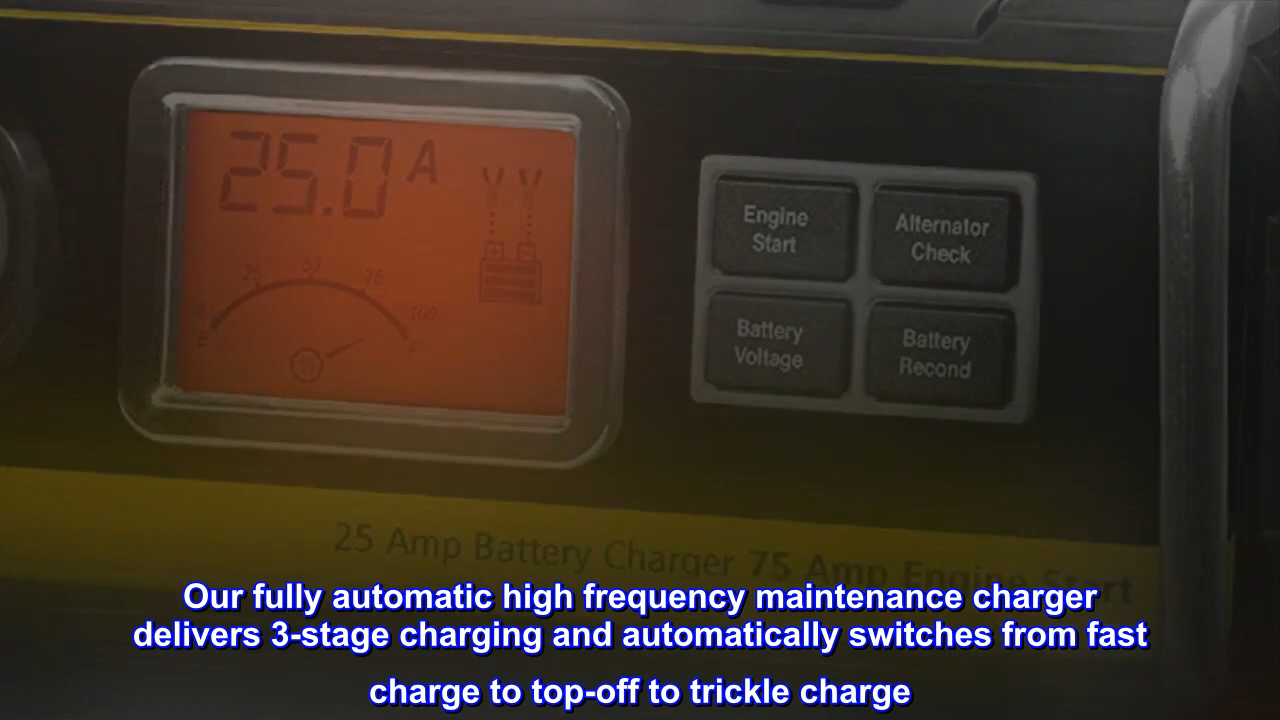 25.0 A
25
50
75
100
Engine
Start
Alternator
Check
Battery
Voltage
Battery
Recond
25 Amp Battery Charger 75 Amp Engine Start
Our fully automatic high frequency maintenance charger
delivers 3-stage charging and automatically switches from fast
charge to top-off to trickle charge